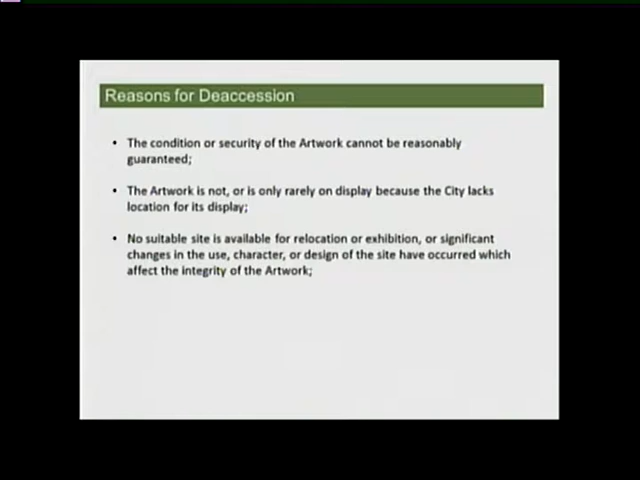 Reasons for Deaccession
• The condition or security of the Artwork cannot be reasonably
guaranteed;
• The Artwork is not, or is only rarely on display because the City lacks
location for its display;
• No suitable site is available for relocation or exhibition, or significant
changes in the use, character, or design of the site have occurred which
affect the integrity of the Artwork;